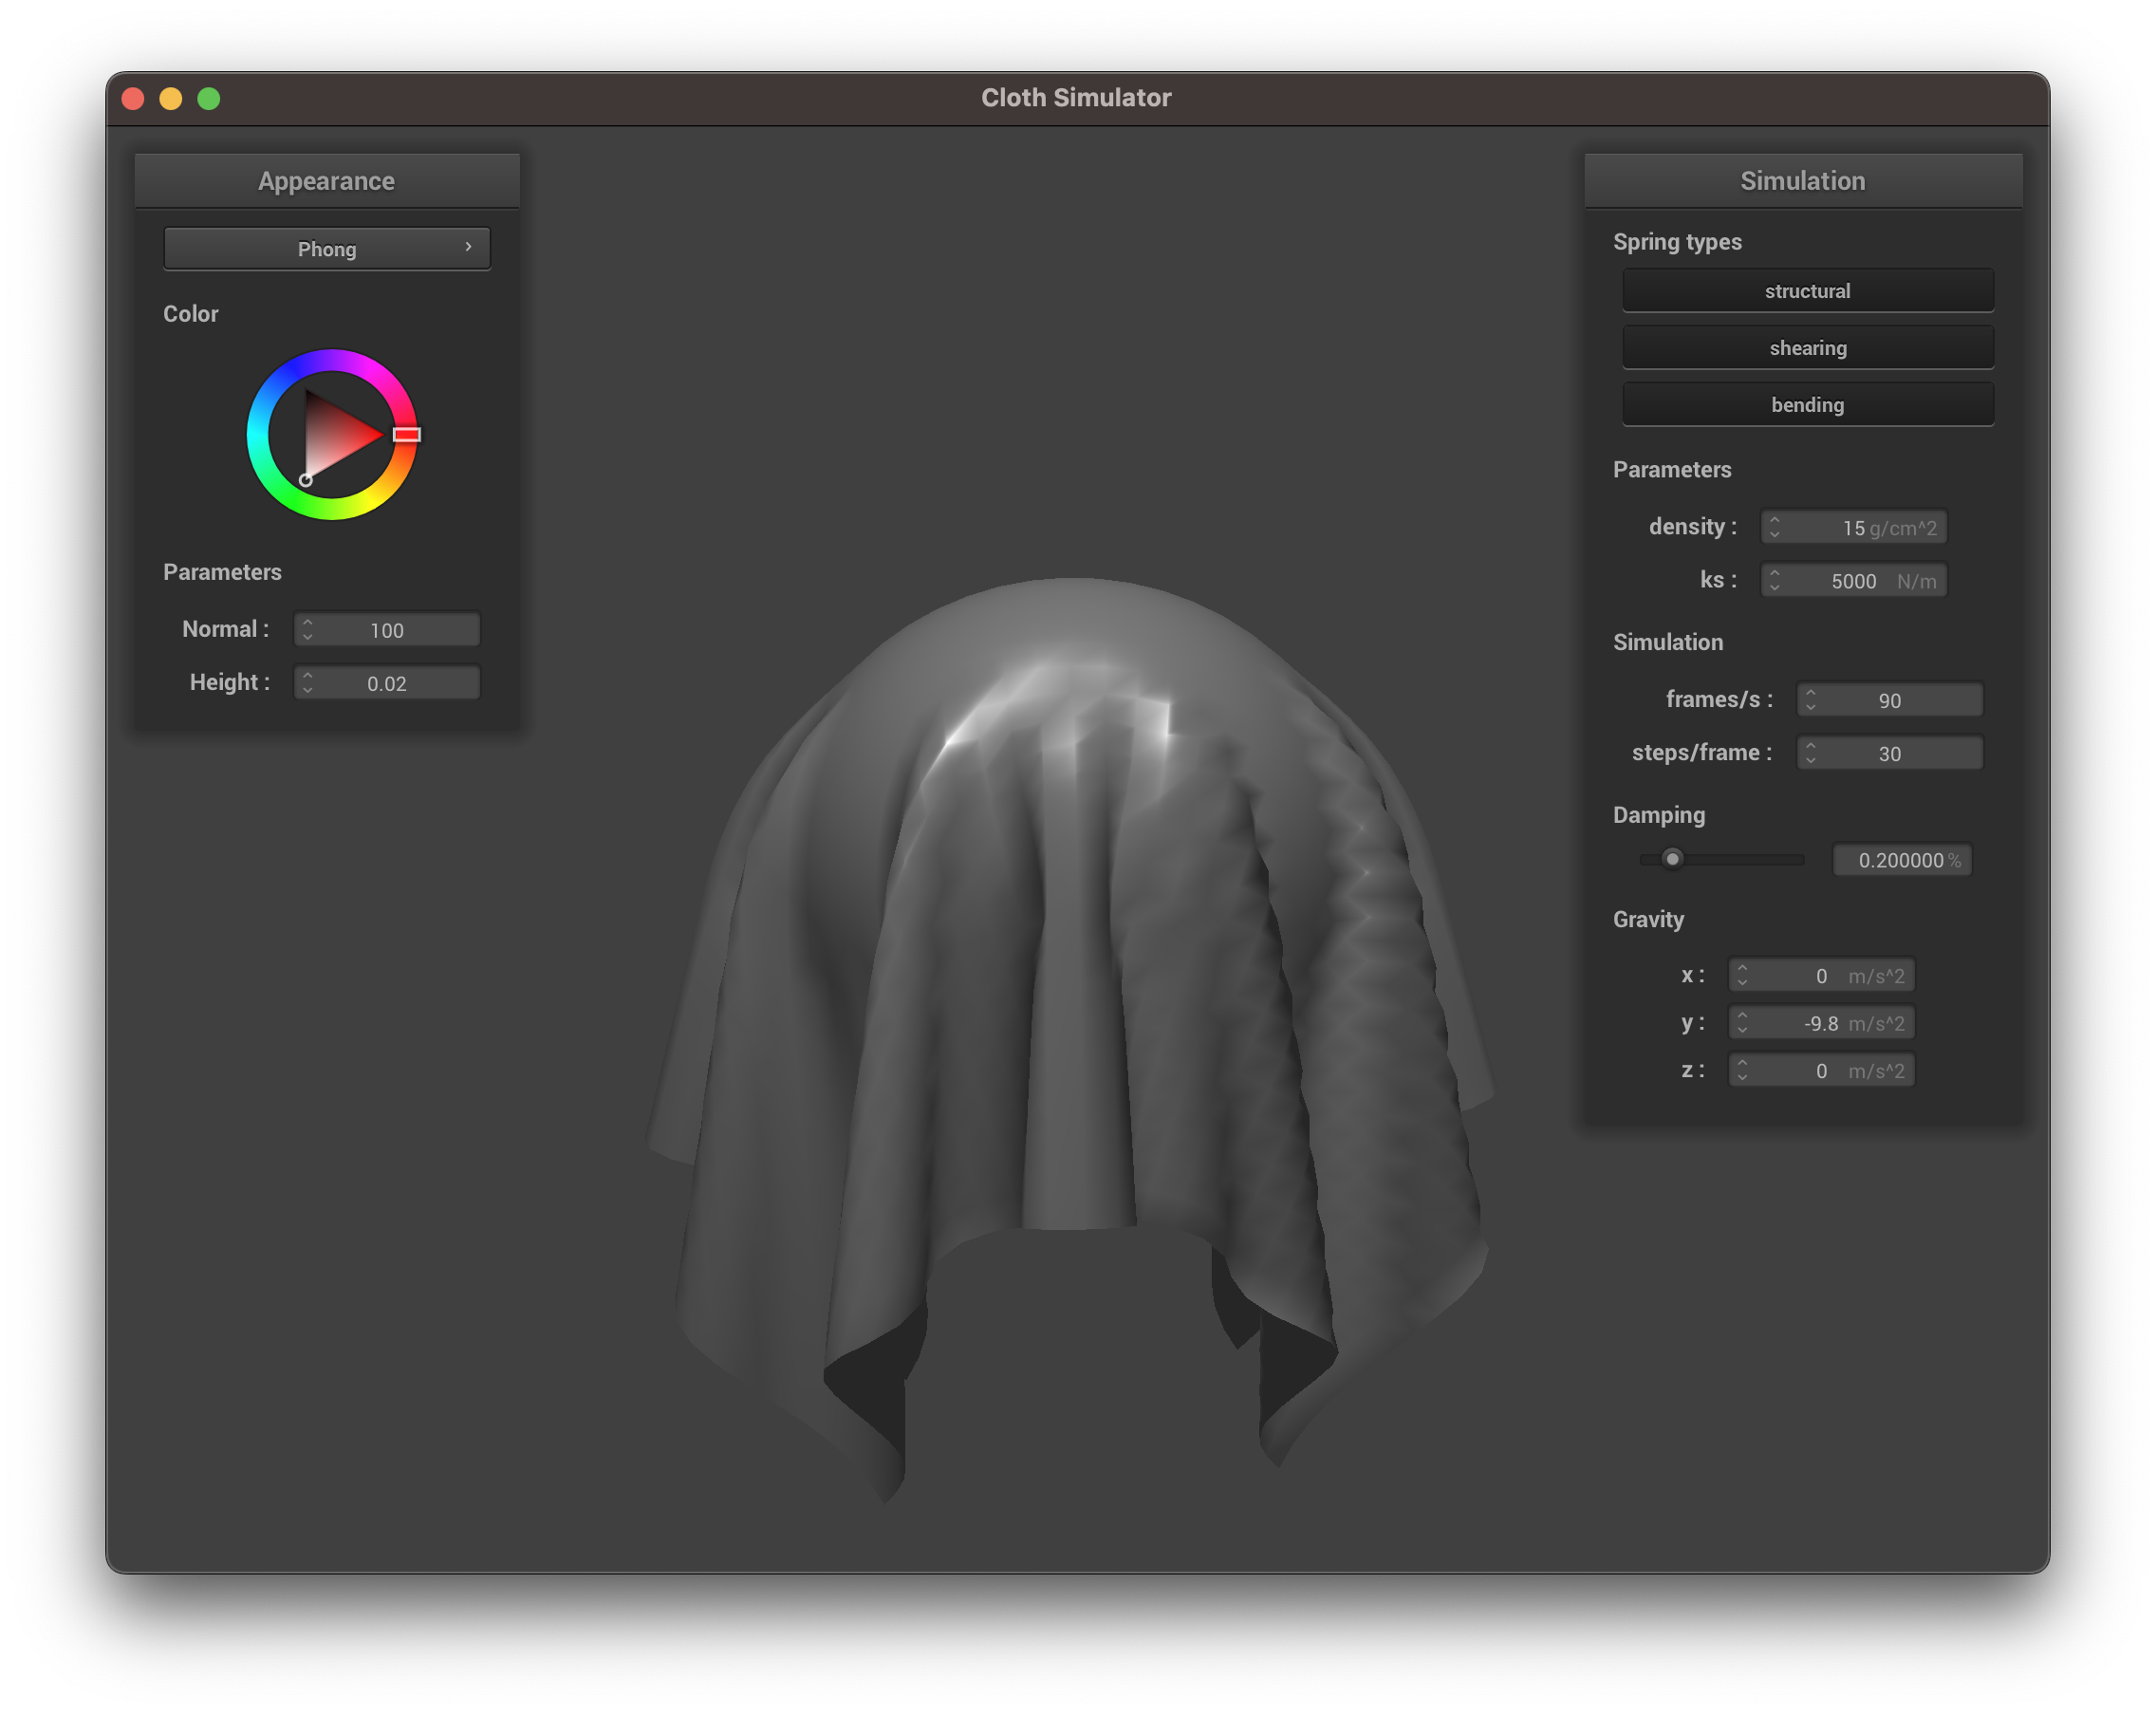 Cloth Simulator
Appearance
Phong
Color
Parameters
Normal : 100
Height : 0.02
Simulation
Spring types
structural
shearing
bending
Parameters
density : 15 g/cm^2
ks : 5000 N/m
Simulation
frames/s : 90
steps/frame : 30
Damping
0.200000 %
Gravity
x : 0 m/s^2
y : -9.8 m/s^2
z : 0 m/s^2